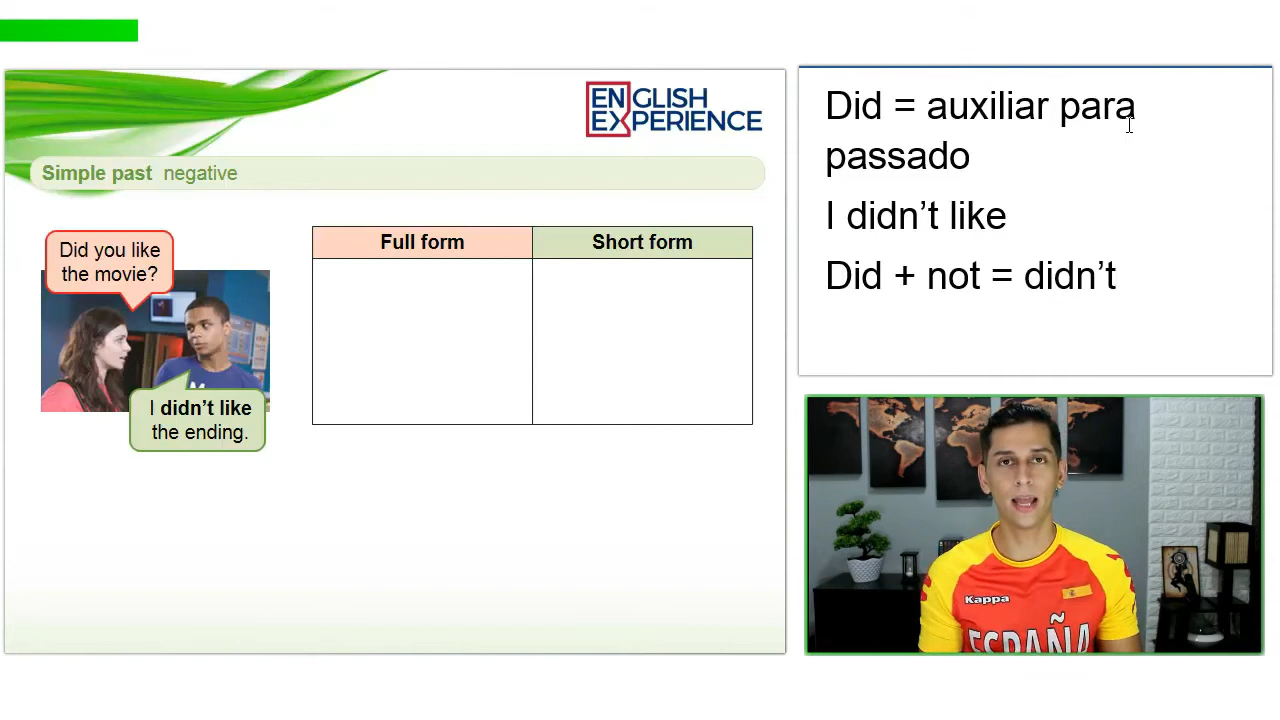 ENGLISH
EXPERIENCE
Simple past negative
Did you like
the movie?
I didn't like
the ending.
Full form
Short form
Did = auxiliar para
passado
I didn't like
Did + not = didn't
Kappa
ESPAÑA